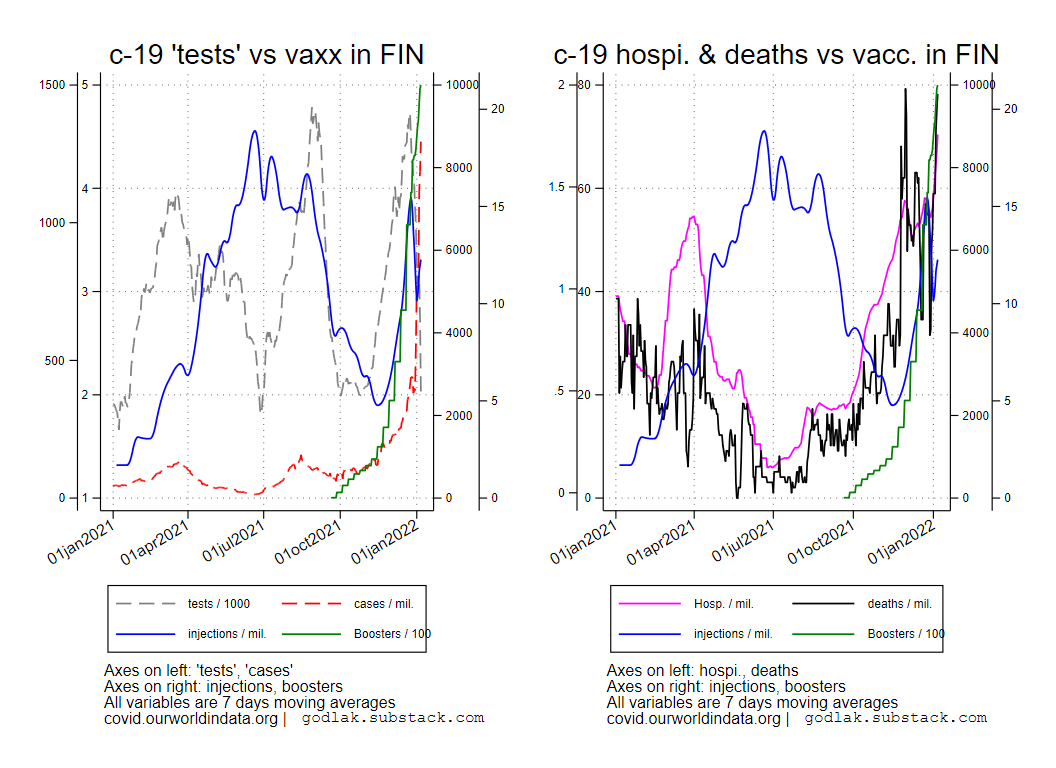 c-19 'tests' vs vaxx in FIN
1500
1000
500
0
5
4
3
2
1
10000
8000
6000
4000
2000
0
20
15
10
5
0
01jan2021
01apr2021
01jul2021
01oct2021
01jan2022
tests / 1000
cases / mil.
injections / mil.
Boosters / 100
Axes on left: 'tests', 'cases'
Axes on right: injections, boosters
All variables are 7 days moving averages
covid.ourworldindata.org | godlak.substack.com
c-19 hospi. & deaths vs vacc. in FIN
2
1.5
1
.5
0
80
60
40
20
0
10000
8000
6000
4000
2000
0
20
15
10
5
0
01jan2021
01apr2021
01jul2021
01oct2021
01jan2022
Hosp. / mil.
deaths / mil.
injections / mil.
Boosters / 100
Axes on left: hospi., deaths
Axes on right: injections, boosters
All variables are 7 days moving averages
covid.ourworldindata.org | godlak.substack.com